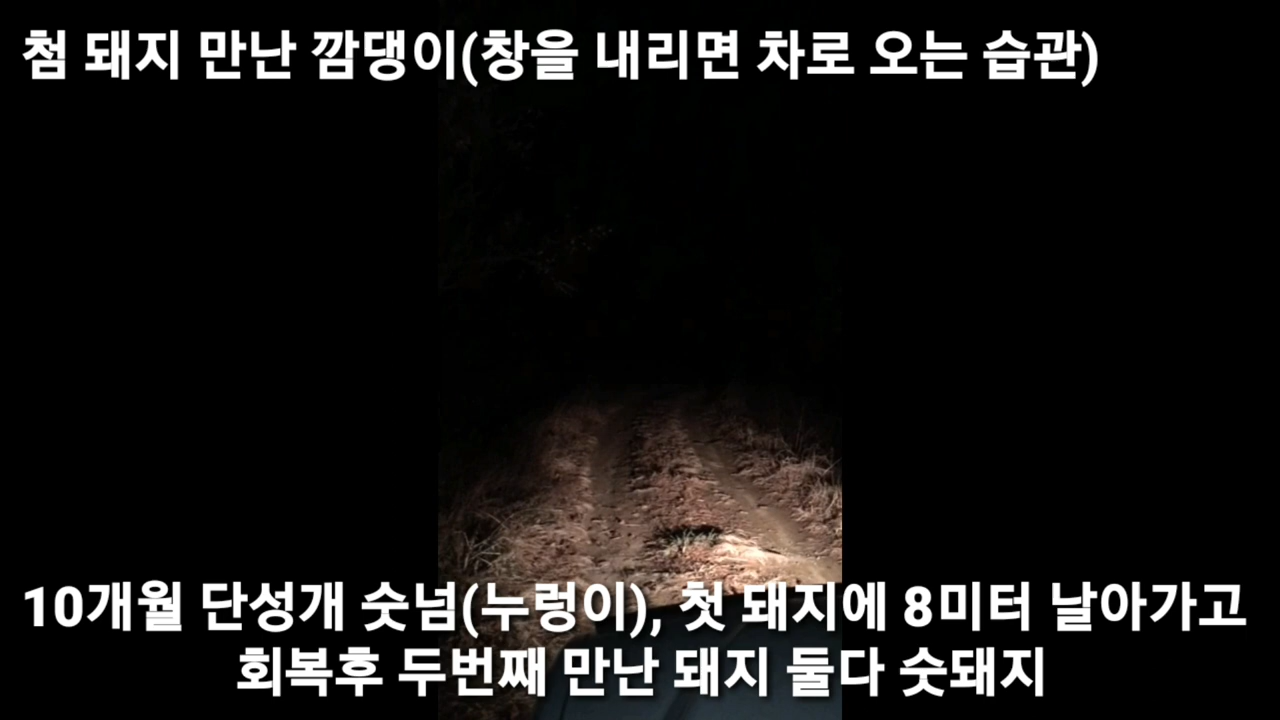 첨 돼지 만난 깜댕이(창을 내리면 차로 오는 습관)
10개월 단성개 숫넘(누렁이), 첫 돼지에 8미터 날아가고
회복후 두번째 만난 돼지 둘다 숫돼지